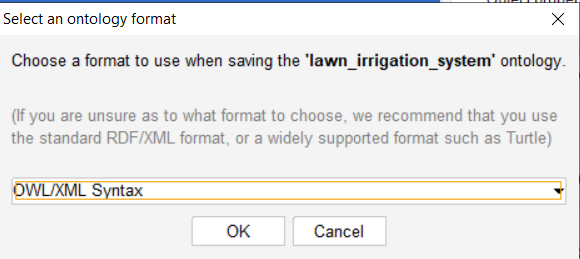 Select an ontology format
Choose a format to use when saving the 'lawn_irrigation_system' ontology.
(If you are unsure as to what format to choose, we recommend that you use
the standard RDF/XML format, or a widely supported format such as Turtle)
OWL/XML Syntax
OK
Cancel